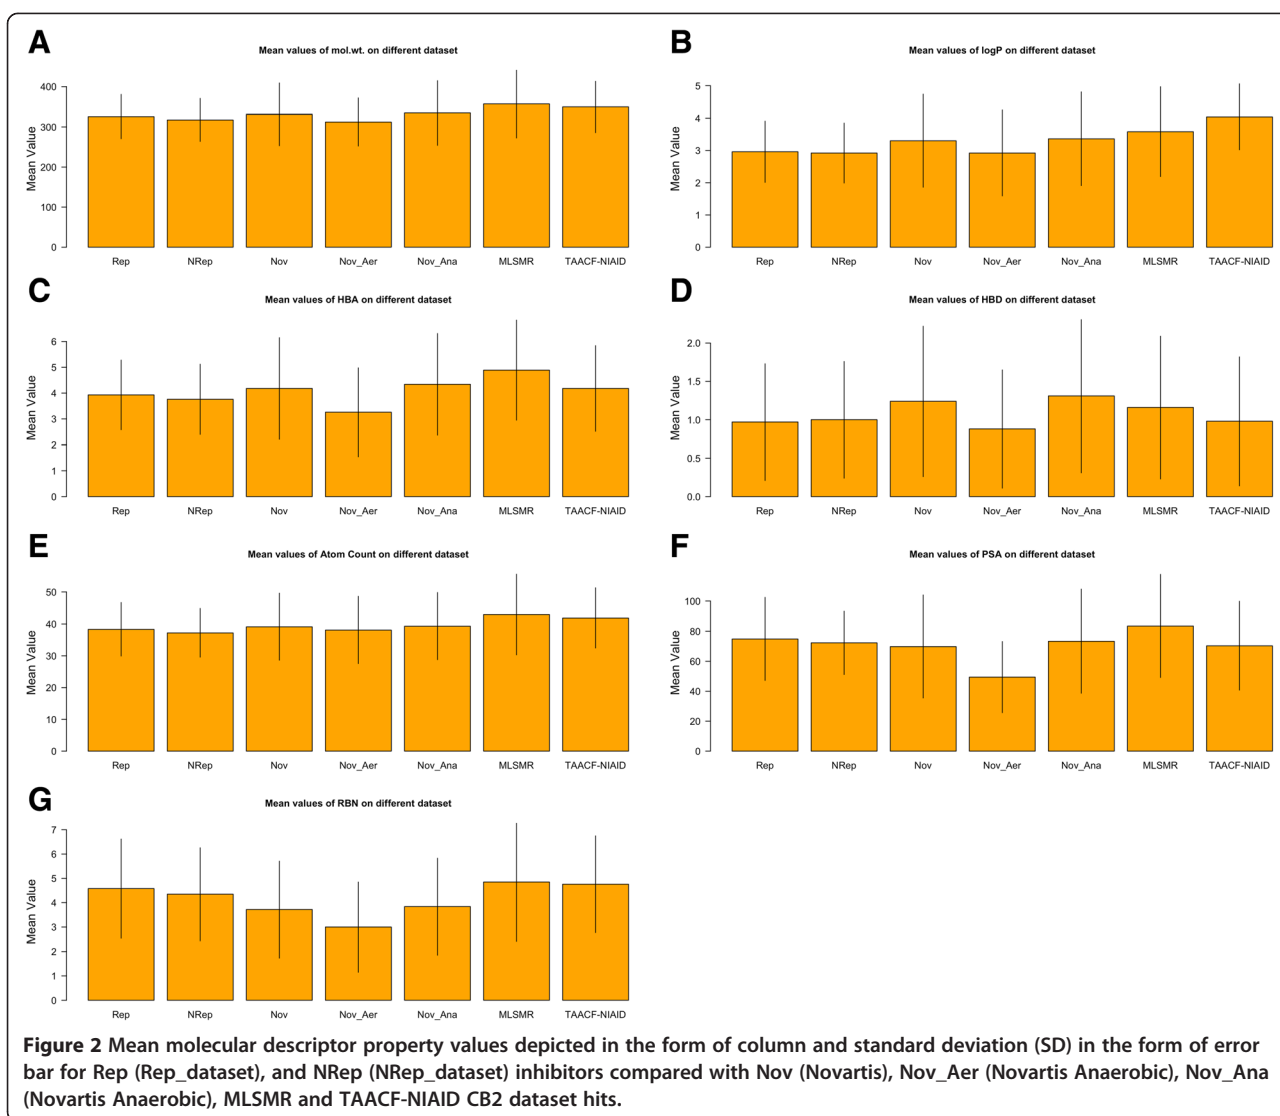 A
Mean values of mol.wt. on different dataset
Mean Value
400
300
200
100
0
Rep NRep Nov Nov_Aer Nov_Ana MLSMR TAACF-NIAID
B
Mean values of logP on different dataset
Mean Value
5
4
3
2
1
0
Rep NRep Nov Nov_Aer Nov_Ana MLSMR TAACF-NIAID
C
Mean values of HBA on different dataset
Mean Value
6
5
4
3
2
1
0
Rep NRep Nov Nov_Aer Nov_Ana MLSMR TAACF-NIAID
D
Mean values of HBD on different dataset
Mean Value
2.0
1.5
1.0
0.5
0.0
Rep NRep Nov Nov_Aer Nov_Ana MLSMR TAACF-NIAID
E
Mean values of Atom Count on different dataset
Mean Value
50
40
30
20
10
0
Rep NRep Nov Nov_Aer Nov_Ana MLSMR TAACF-NIAID
F
Mean values of PSA on different dataset
Mean Value
100
80
60
40
20
0
Rep NRep Nov Nov_Aer Nov_Ana MLSMR TAACF-NIAID
G
Mean values of RBN on different dataset
Mean Value
7
6
5
4
3
2
1
0
Rep NRep Nov Nov_Aer Nov_Ana MLSMR TAACF-NIAID
Figure 2 Mean molecular descriptor property values depicted in the form of column and standard deviation (SD) in the form of error
bar for Rep (Rep_dataset), and NRep (NRep_dataset) inhibitors compared with Nov (Novartis), Nov_Aer (Novartis Anaerobic), Nov_Ana
(Novartis Anaerobic), MLSMR and TAACF-NIAID CB2 dataset hits.